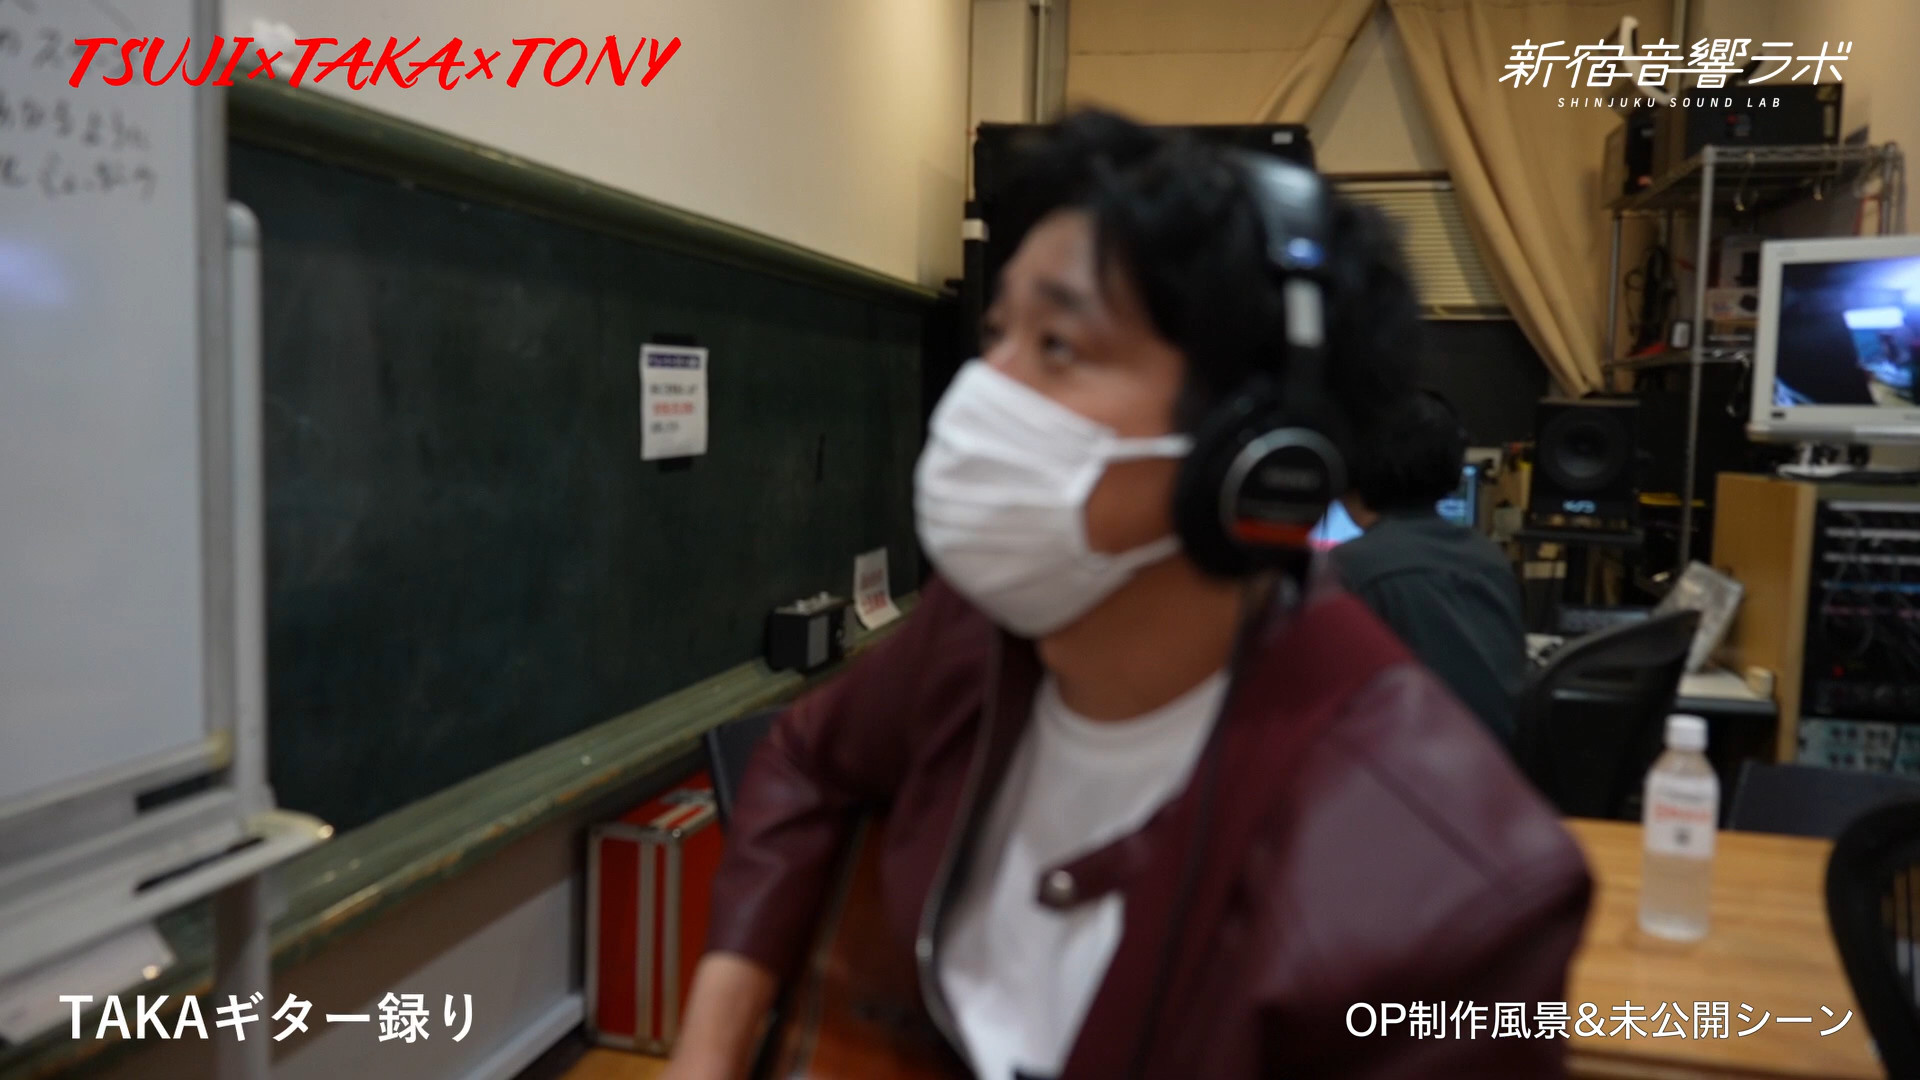 TSUJI×TAKA×TONY
新宿音響ラボ
SHINJUKU SOUND LAB
TAKAギター録り
OP制作風景&未公開シーン